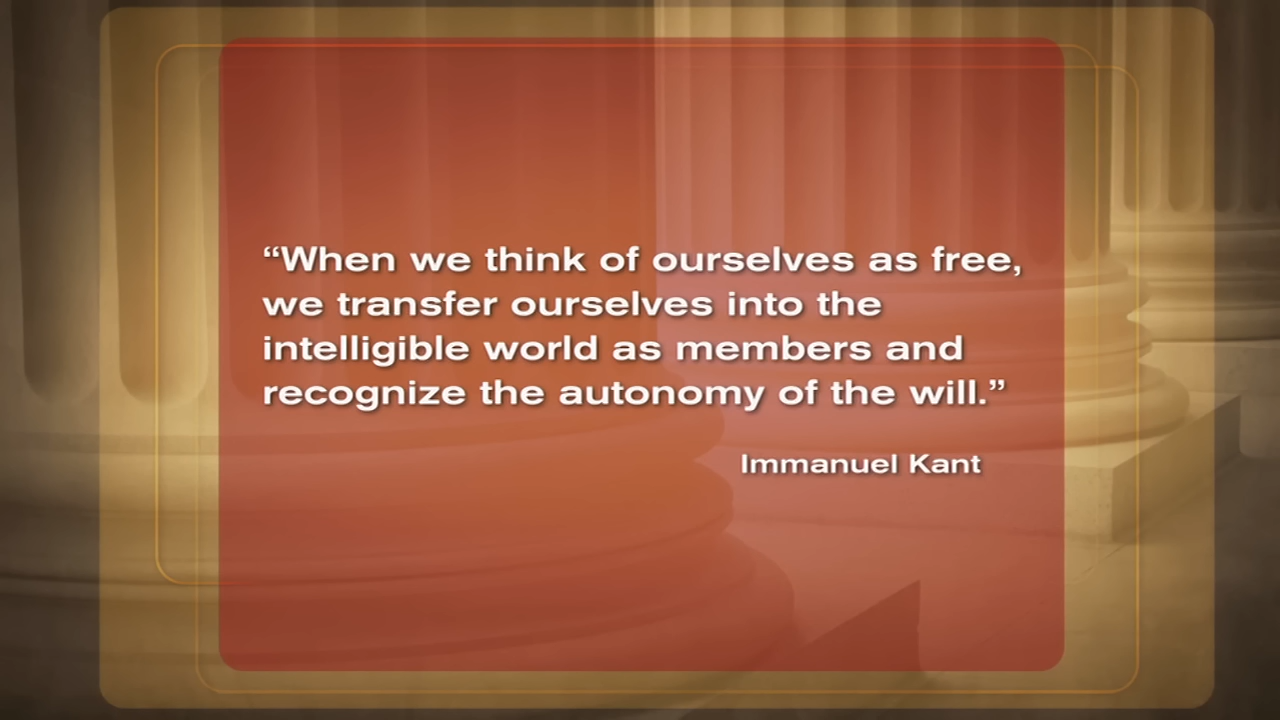 “When we think of ourselves as free,
we transfer ourselves into the
intelligible world as members and
recognize the autonomy of the will.”
Immanuel Kant